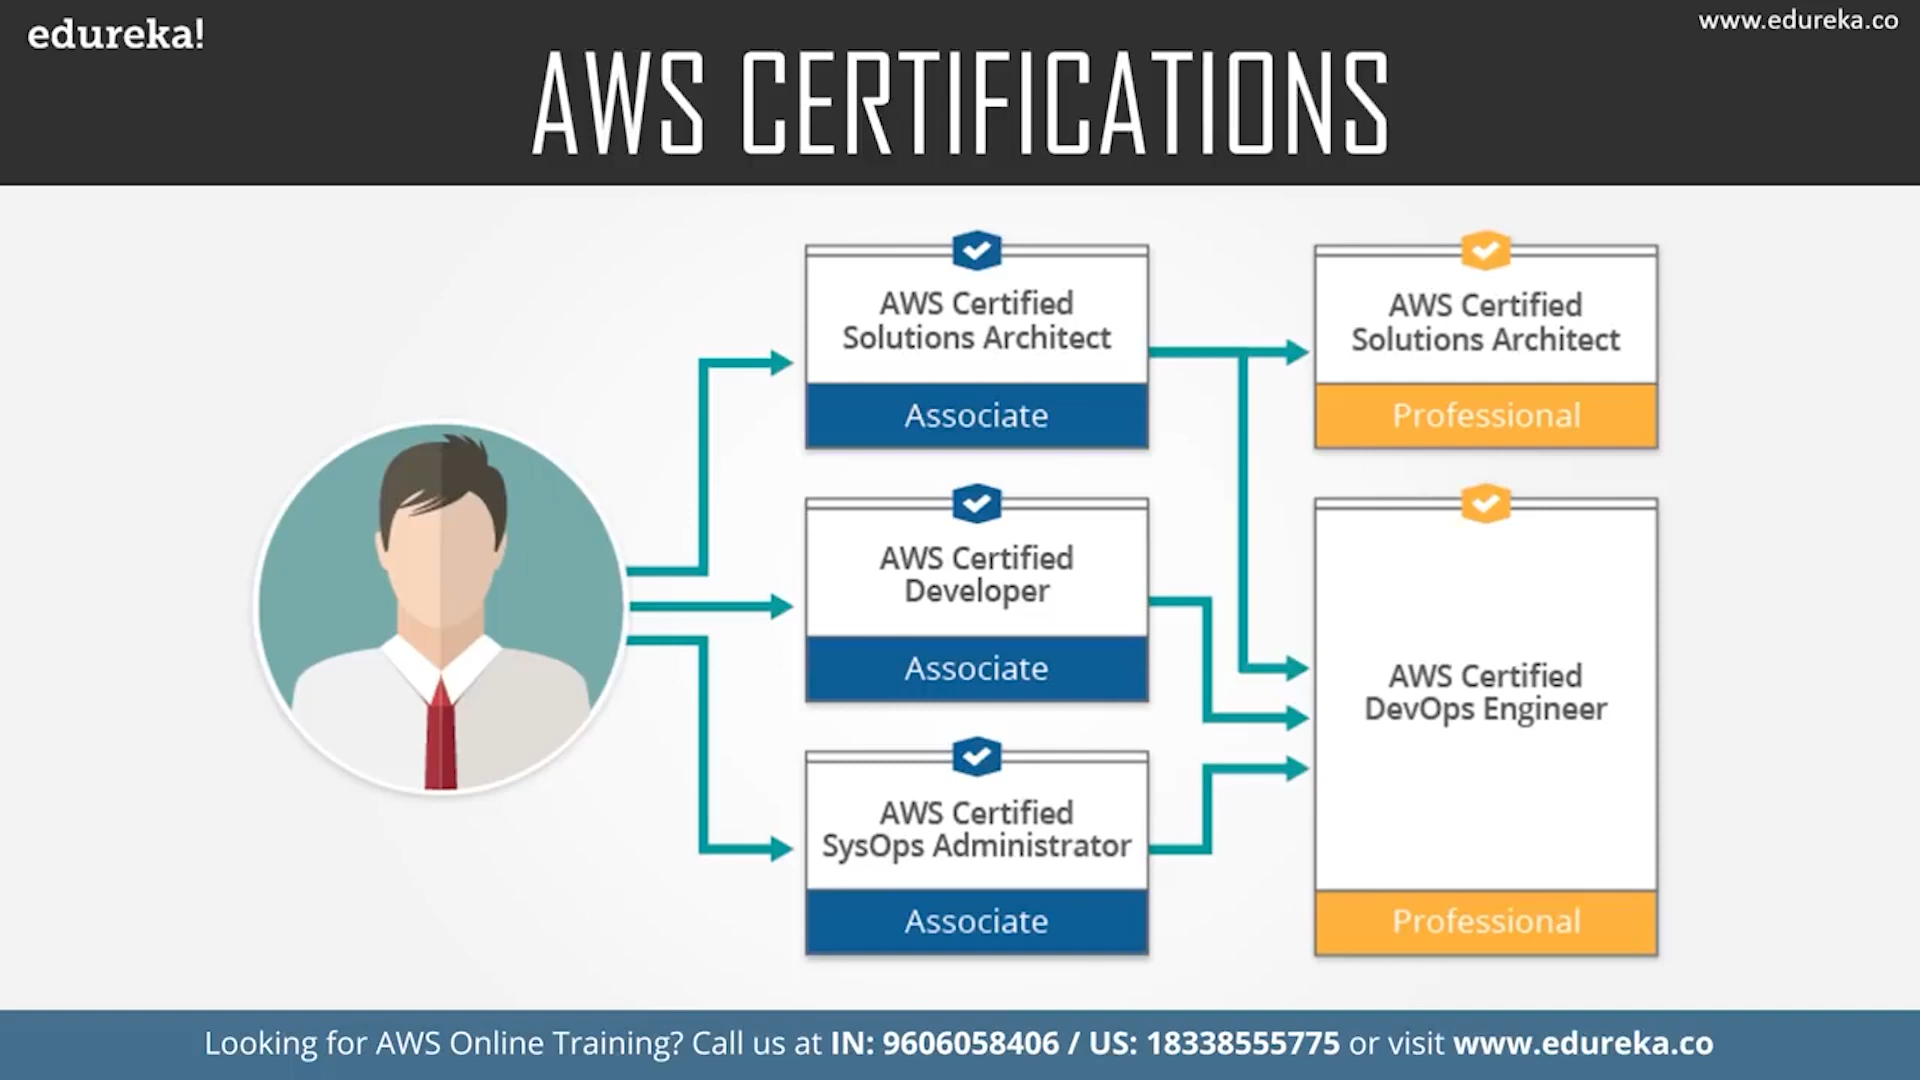 edureka!
www.edureka.co
AWS CERTIFICATIONS
AWS Certified
Solutions Architect
Associate
AWS Certified
Solutions Architect
Professional
AWS Certified
Developer
Associate
AWS Certified
DevOps Engineer
Professional
AWS Certified
SysOps Administrator
Associate
Looking for AWS Online Training? Call us at IN: 9606058406 / US: 18338555775 or visit www.edureka.co